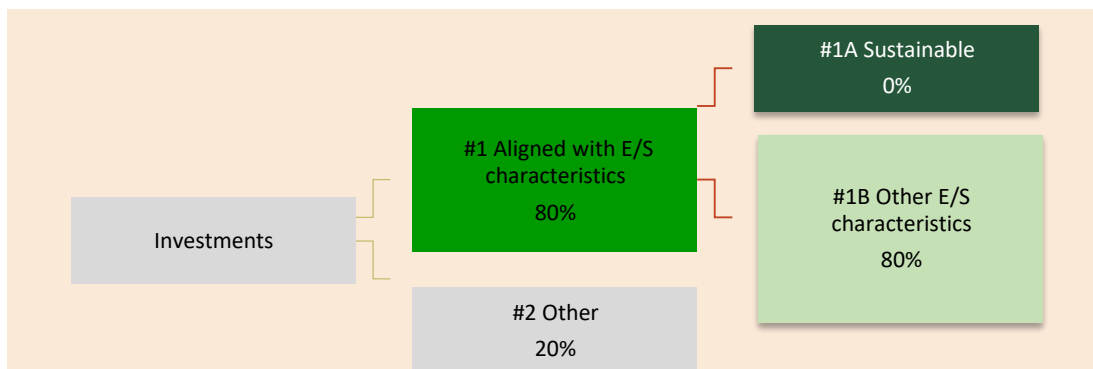 Investments
#1 Aligned with E/S
characteristics
80%
#2 Other
20%
#1A Sustainable
0%
#1B Other E/S
characteristics
80%